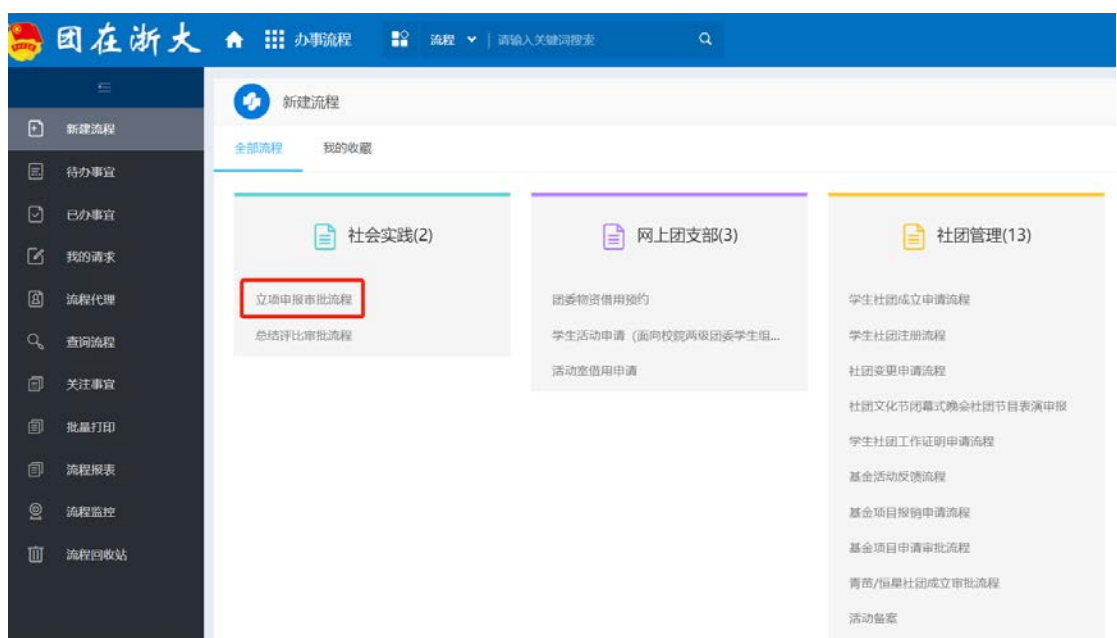 团在浙大 办事流程 流程 请输入关键词搜索
新建流程
新建流程
待办事宜
已办事宜
我的请求
流程代理
查询流程
关注事宜
批量打印
流程报表
流程监控
流程回收站
全部流程 我的收藏
社会实践(2)
立项申报审批流程
总结评比审批流程
网上团支部(3)
团委物资借用预约
学生活动申请（面向校院两级团委学生组...
活动室借用申请
社团管理(13)
学生社团成立申请流程
学生社团注册流程
社团变更申请流程
社团文化节闭幕式晚会社团节目表演申报
学生社团工作证明申请流程
基金活动反馈流程
基金项目报销申请流程
基金项目申请审批流程
青苗/恒星社团成立审批流程
活动备案